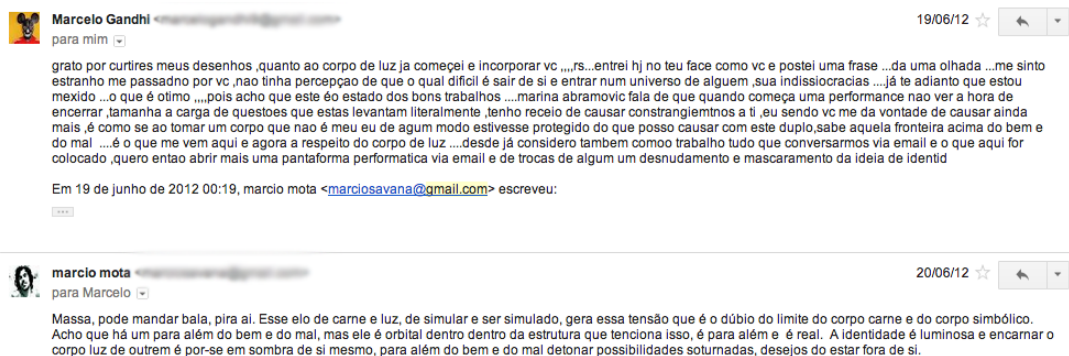 Marcelo Gandhi
19/06/12
para mim
grato por curtires meus desenhos ,quanto ao corpo de luz ja começei e incorporar vc ,,,,rs...entrei hj no teu face como vc e postei uma frase ...da uma olhada ...me sinto
estranho me passadno por vc ,nao tinha percepçao de que o qual dificil é sair de si e entrar num universo de alguem ,sua indissiocracias ....já te adianto que estou
mexido ...o que é otimo ,,,,pois acho que este éo estado dos bons trabalhos ....marina abramovic fala de que quando começa uma performance nao ver a hora de
encerrar ,tamanha a carga de questoes que estas levantam literalmente ,tenho receio de causar constrangiemtnos a ti ,eu sendo vc me da vontade de causar ainda
mais ,é como se ao tomar um corpo que nao é meu eu de agum modo estivesse protegido do que posso causar com este duplo,sabe aquela fronteira acima do bem e
do mal ....é o que me vem aqui e agora a respeito do corpo de luz ....desde já considero tambem comoo trabalho tudo que conversarmos via email e o que aqui for
colocado ,quero entao abrir mais uma pantaforma performatica via email e de trocas de algum um desnudamento e mascaramento da ideia de identid
Em 19 de junho de 2012 00:19, marcio mota <marciosavana@gmail.com> escreveu:
marcio mota
20/06/12
para Marcelo
Massa, pode mandar bala, pira ai. Esse elo de carne e luz, de simular e ser simulado, gera essa tensão que é o dúbio do limite do corpo carne e do corpo simbólico.
Acho que há um para além do bem e do mal, mas ele é orbital dentro dentro da estrutura que tenciona isso, é para além e é real. A identidade é luminosa e encarnar o
corpo luz de outrem é por-se em sombra de si mesmo, para além do bem e do mal detonar possibilidades soturnadas, desejos do estar fora de si.